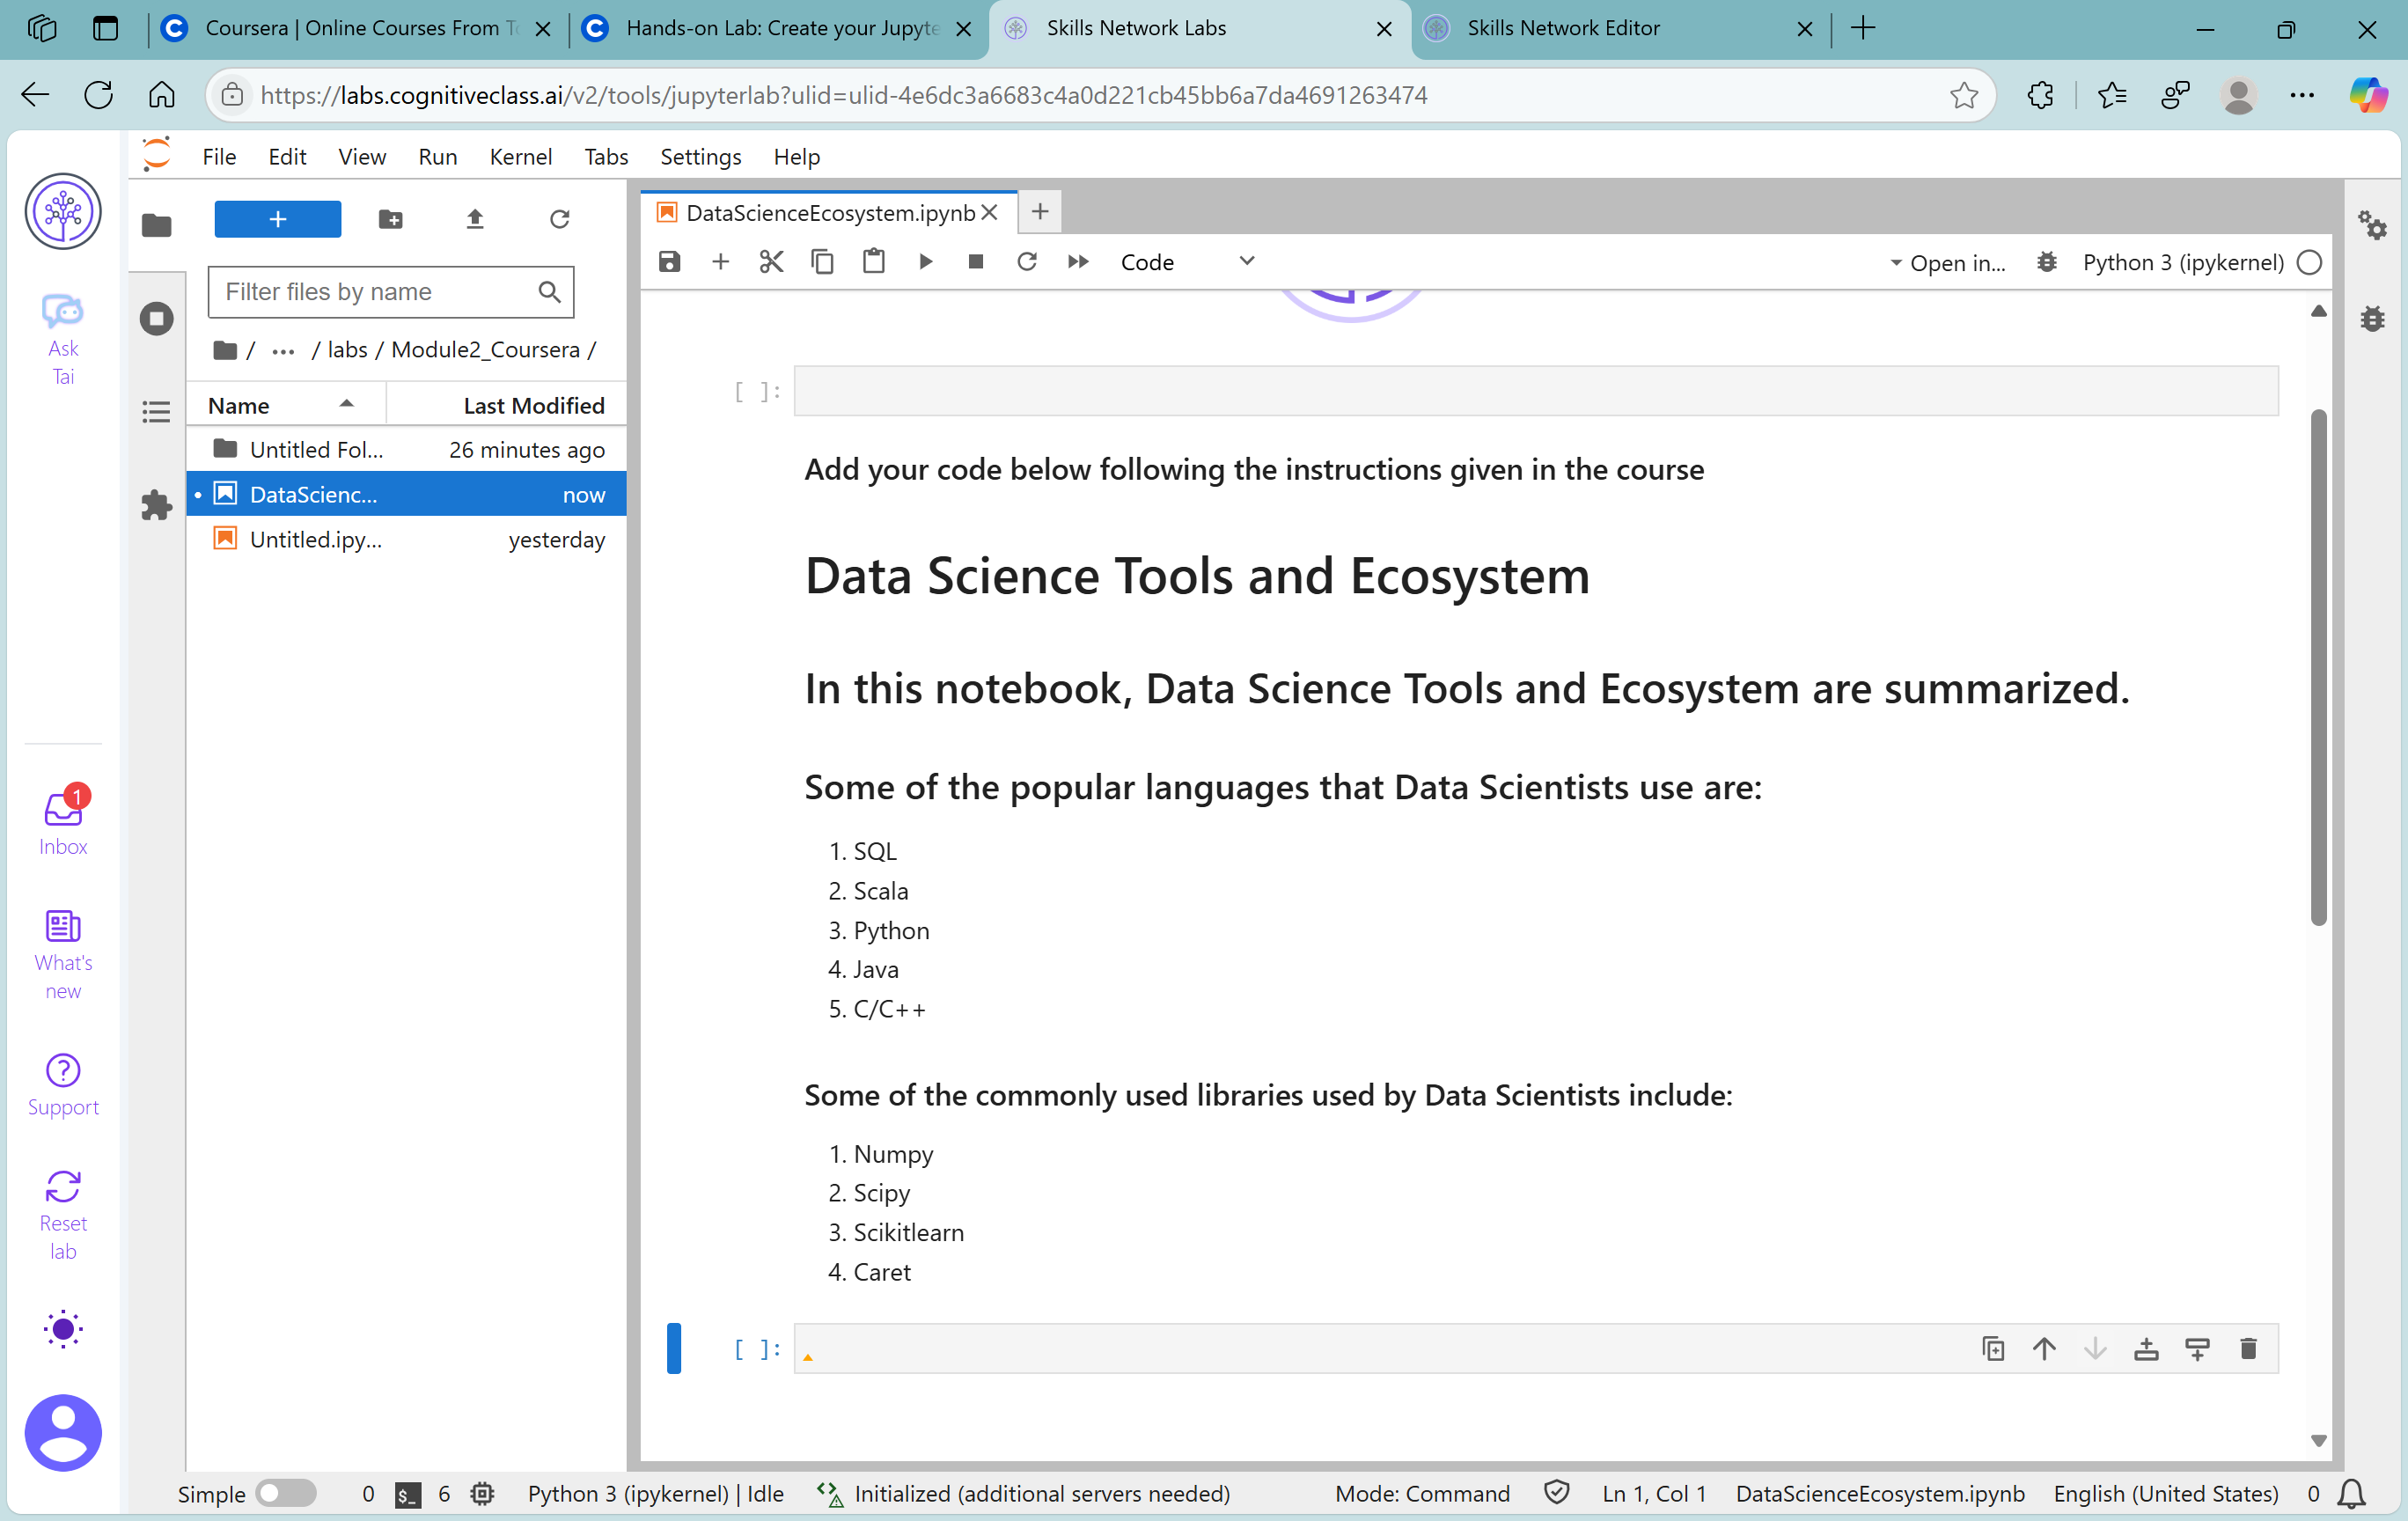 Coursera | Online Courses From To
Hands-on Lab: Create your Jupyte
Skills Network Labs
Skills Network Editor
https://labs.cognitiveclass.ai/v2/tools/jupyterlab?ulid=ulid-4e6dc3a6683c4a0d221cb45bb6a7da4691263474
File Edit View Run Kernel Tabs Settings Help
Ask
Tai
Inbox
1
What's
new
Support
Reset
lab
Filter files by name
/ ... / labs / Module2_Coursera /
Name Last Modified
Untitled Fol... 26 minutes ago
DataScienc... now
Untitled.ipy... yesterday
DataScienceEcosystem.ipynb
Code
Open in...
Python 3 (ipykernel)
[ ]:
Add your code below following the instructions given in the course
Data Science Tools and Ecosystem
In this notebook, Data Science Tools and Ecosystem are summarized.
Some of the popular languages that Data Scientists use are:
1. SQL
2. Scala
3. Python
4. Java
5. C/C++
Some of the commonly used libraries used by Data Scientists include:
1. Numpy
2. Scipy
3. Scikitlearn
4. Caret
[ ]:
Simple 0 $_ 6 Python 3 (ipykernel) | Idle Initialized (additional servers needed) Mode: Command Ln 1, Col 1 DataScienceEcosystem.ipynb English (United States) 0